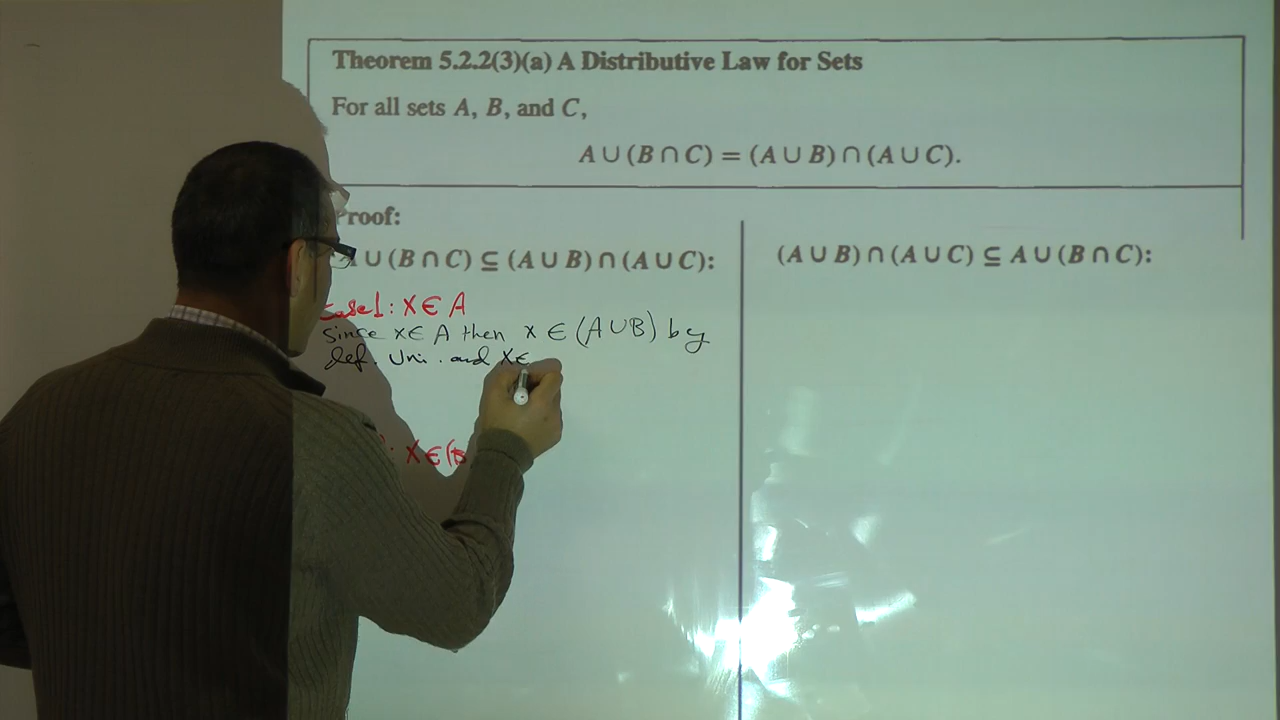 Theorem 5.2.2(3)(a) A Distributive Law for Sets
For all sets A, B, and C,
A ∪ (B ∩ C) = (A ∪ B) ∩ (A ∪ C).
Proof:
A ∪ (B ∩ C) ⊆ (A ∪ B) ∩ (A ∪ C):
Case1: X ∈ A
Since X ∈ A then X ∈ (A ∪ B) by
def. Uni. and X ∈
: X ∈ (B
(A ∪ B) ∩ (A ∪ C) ⊆ A ∪ (B ∩ C):